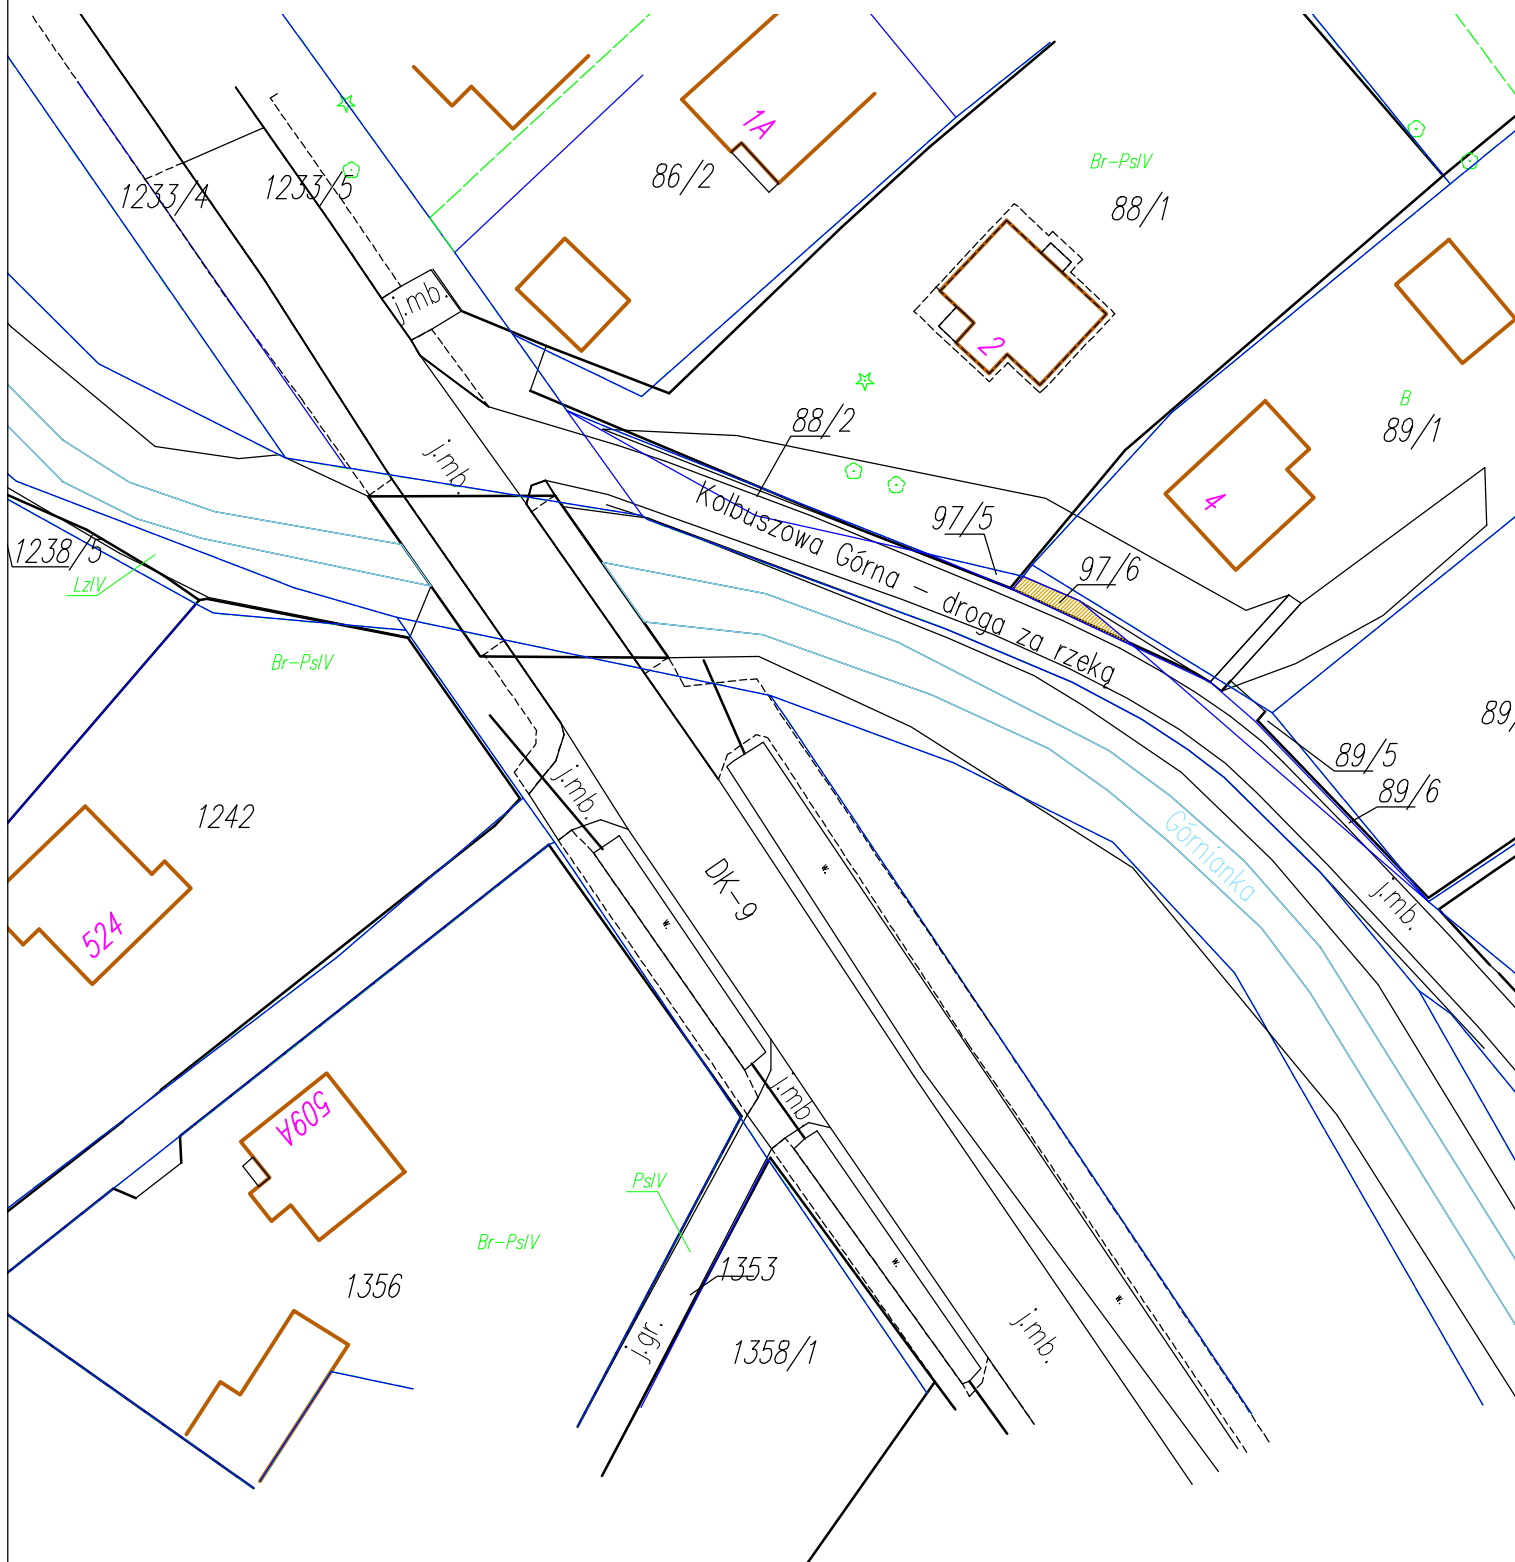 1A
86/2
Br-PsIV
88/1
1233/4
1233/5
j.mb.
2
88/2
B
89/1
j.mb.
4
Kolbuszowa Górna - droga za rzeką
97/5
97/6
1238/5
LzIV
Br-PsIV
89/5
89/6
j.mb.
1242
Górnianka
DK-9
w.
j.mb.
524
w.
j.mb
509A
PsIV
Br-PsIV
1353
w.
1356
w.
j.gr.
1358/1
j.mb.